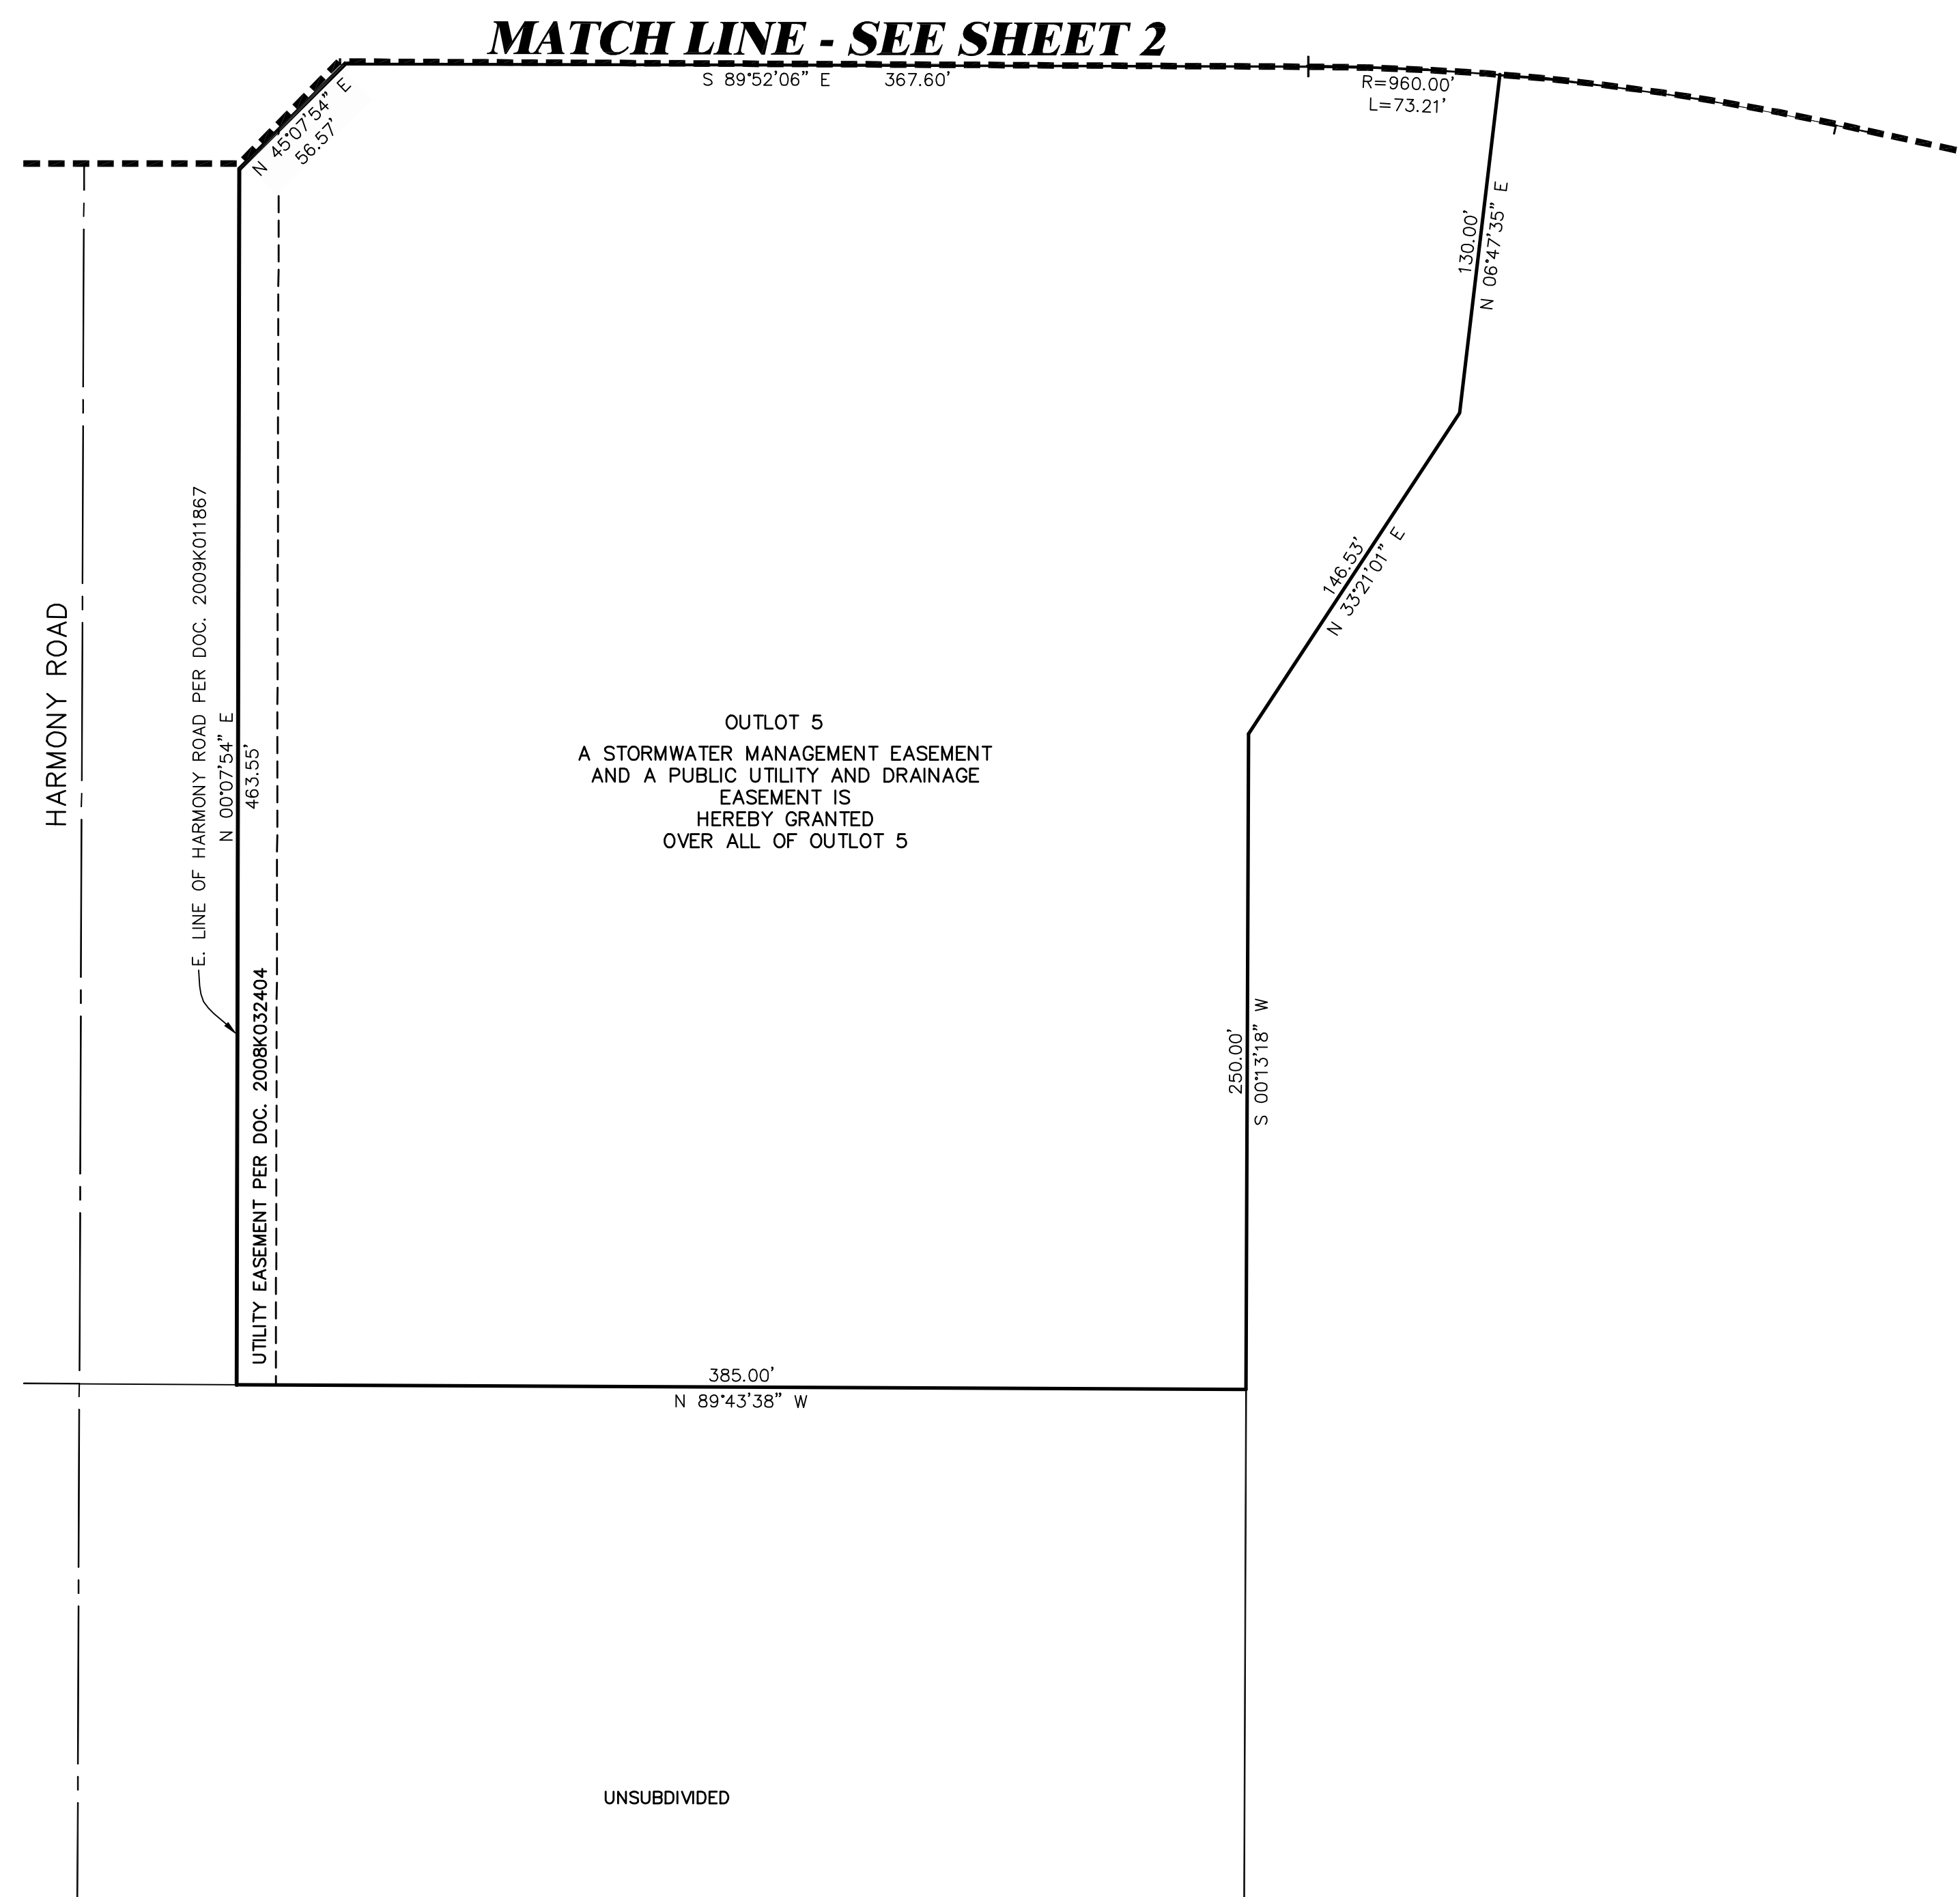 MATCH LINE - SEE SHEET 2
S 89°52'06" E 367.60'
R=960.00'
L=73.21'
N 45°07'54" E
56.57'
130.00'
N 06°47'35" E
146.53'
N 33°21'01" E
HARMONY ROAD
E. LINE OF HARMONY ROAD PER DOC. 2009K011867
N 00°07'54" E
463.55'
OUTLOT 5
A STORMWATER MANAGEMENT EASEMENT
AND A PUBLIC UTILITY AND DRAINAGE
EASEMENT IS
HEREBY GRANTED
OVER ALL OF OUTLOT 5
UTILITY EASEMENT PER DOC. 2008K032404
250.00'
S 00°13'18" W
385.00'
N 89°43'38" W
UNSUBDIVIDED